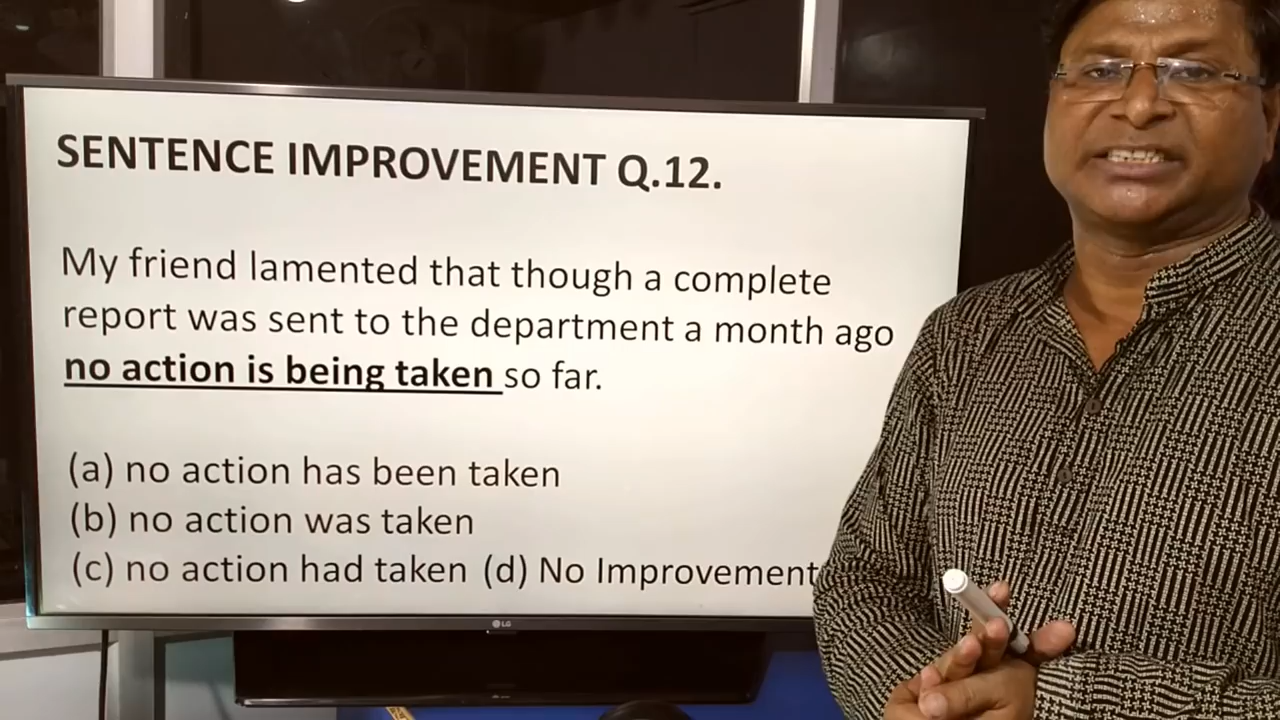 SENTENCE IMPROVEMENT Q.12.
My friend lamented that though a complete
report was sent to the department a month ago
no action is being taken so far.
(a) no action has been taken
(b) no action was taken
(c) no action had taken (d) No Improvement
LG